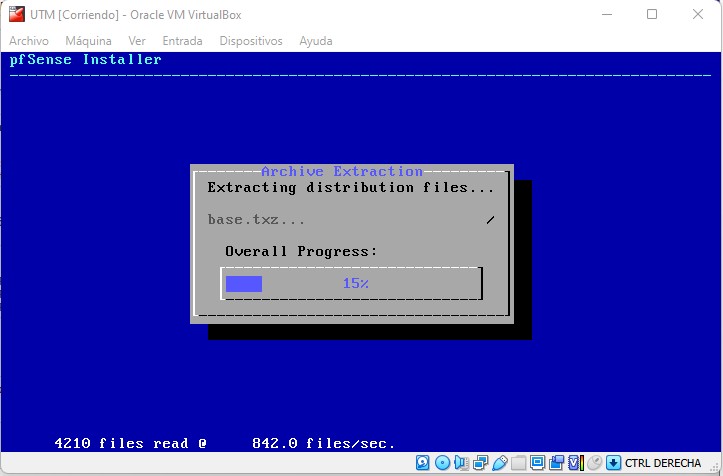 UTM [Corriendo] - Oracle VM VirtualBox
Archivo Máquina Ver Entrada Dispositivos Ayuda
pfSense Installer
Archive Extraction
Extracting distribution files...
base.txz... /
Overall Progress:
15%
4210 files read @ 842.0 files/sec.
CTRL DERECHA